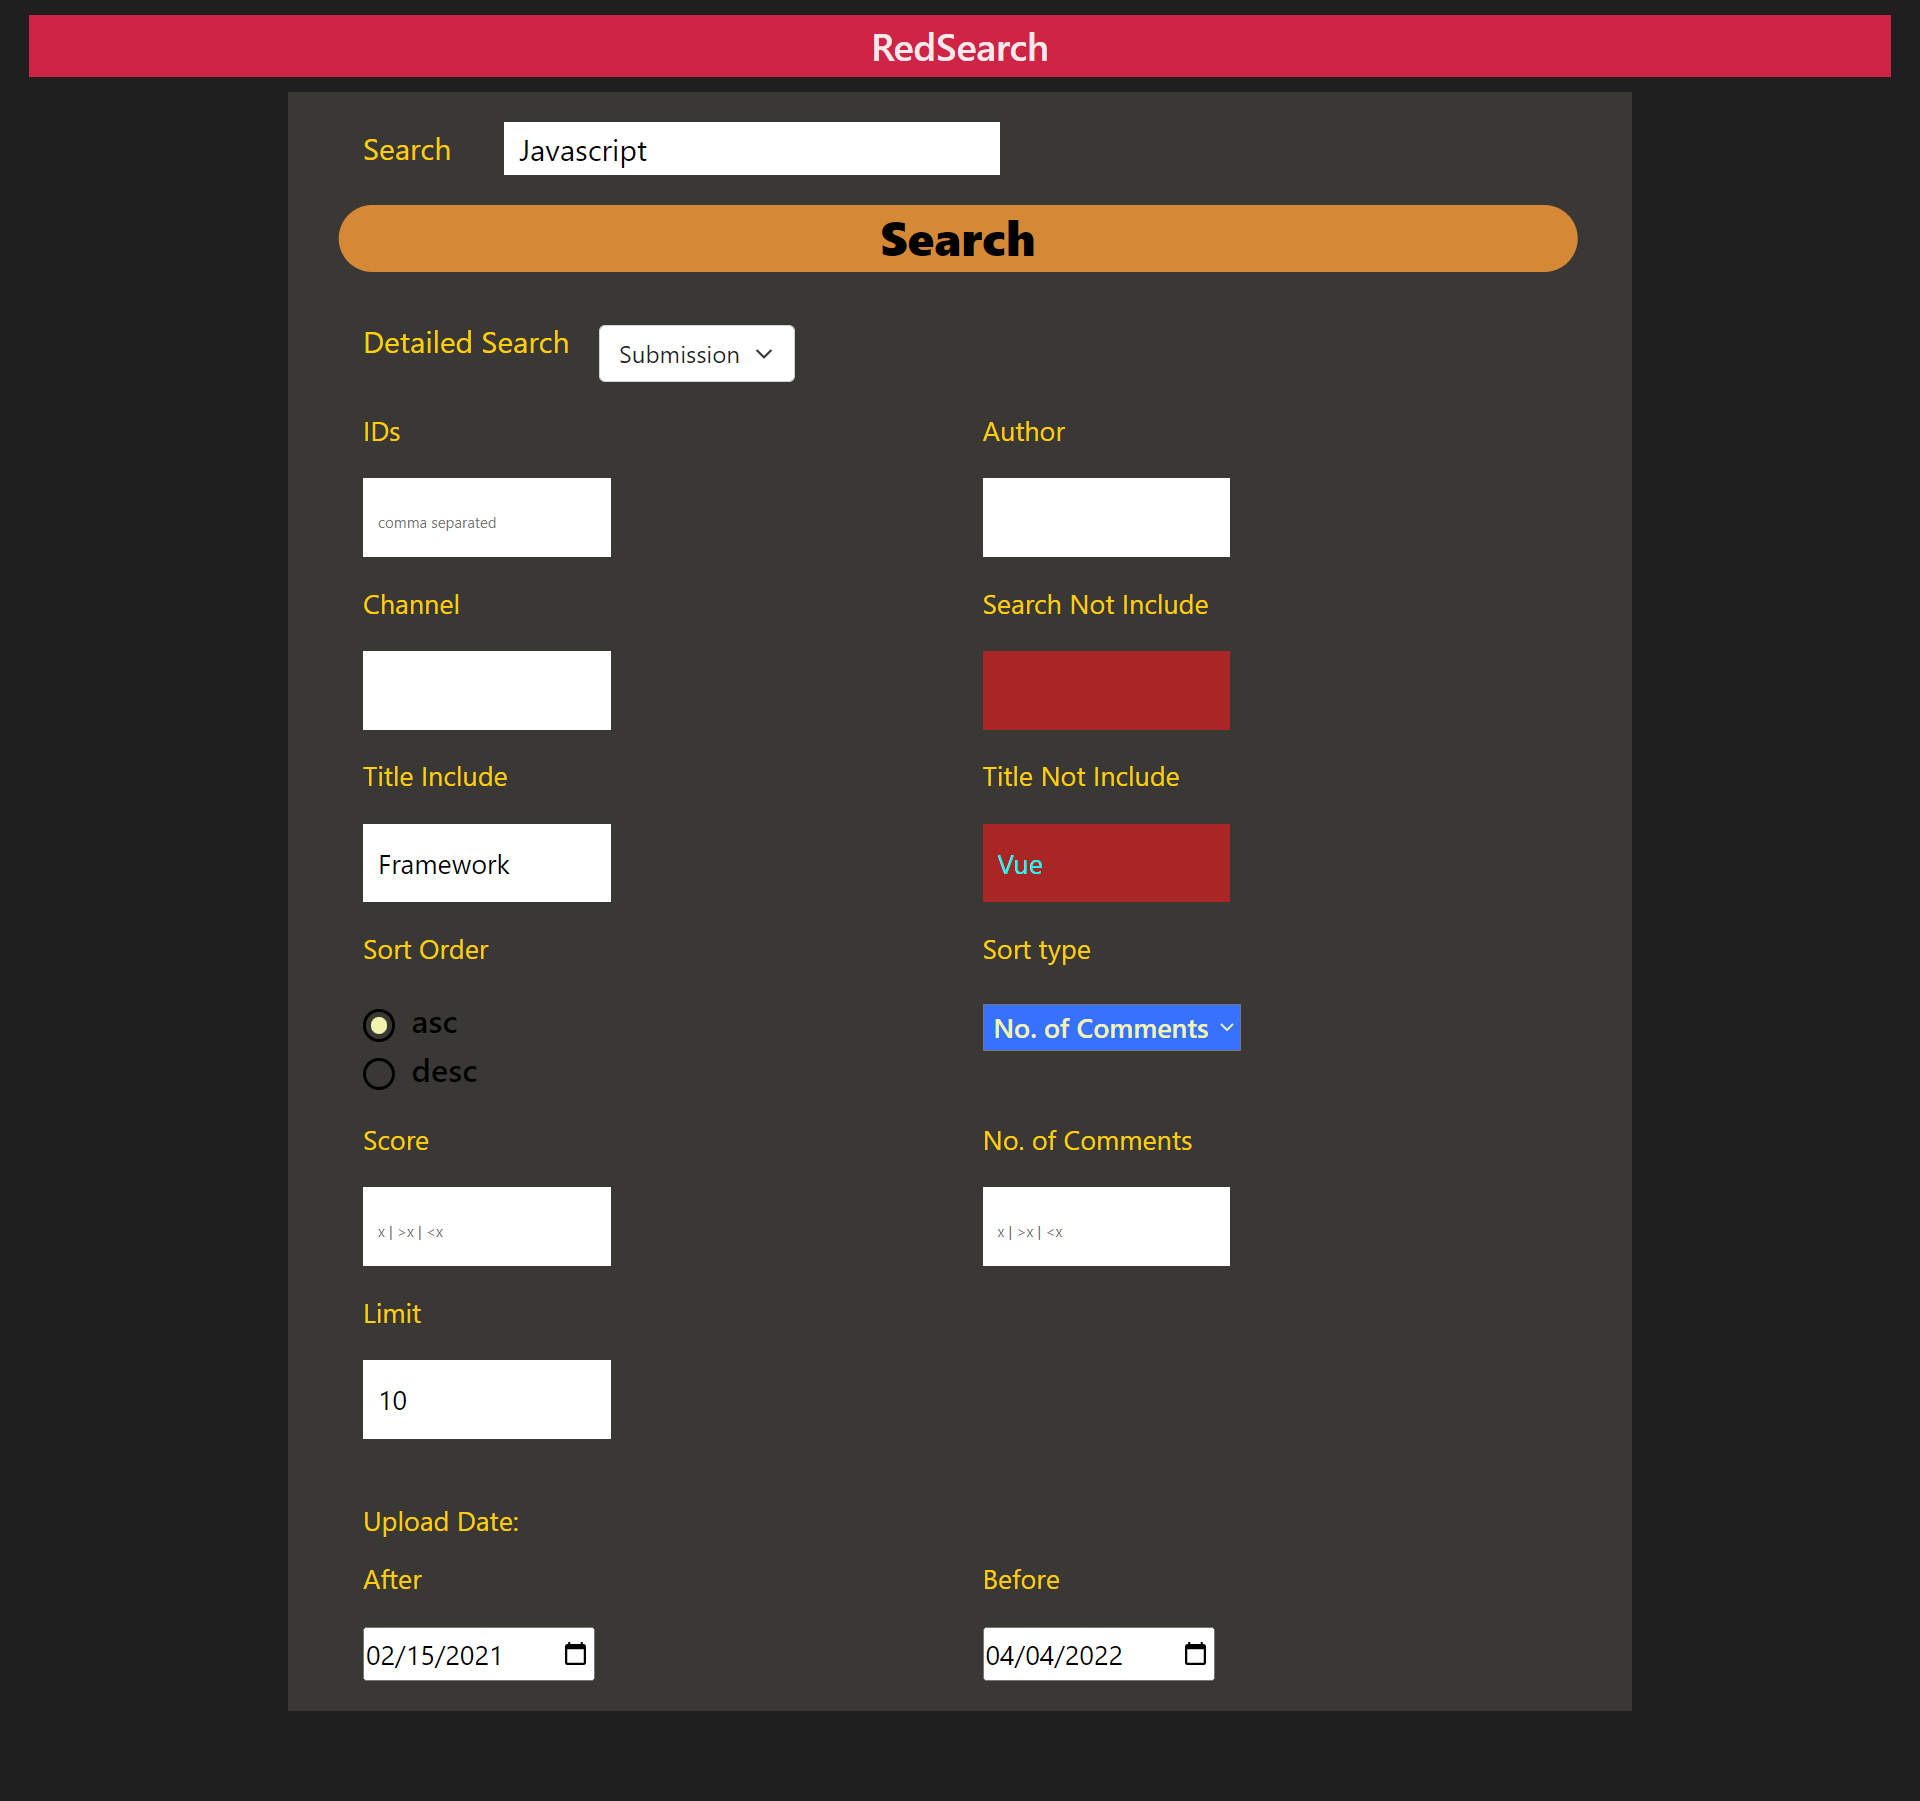 RedSearch
Search Javascript
Search
Detailed Search Submission
IDs Author
comma separated
Channel Search Not Include
Title Include Title Not Include
Framework Vue
Sort Order Sort type
asc No. of Comments
desc
Score No. of Comments
x | >x | <x x | >x | <x
Limit
10
Upload Date:
After Before
02/15/2021 04/04/2022